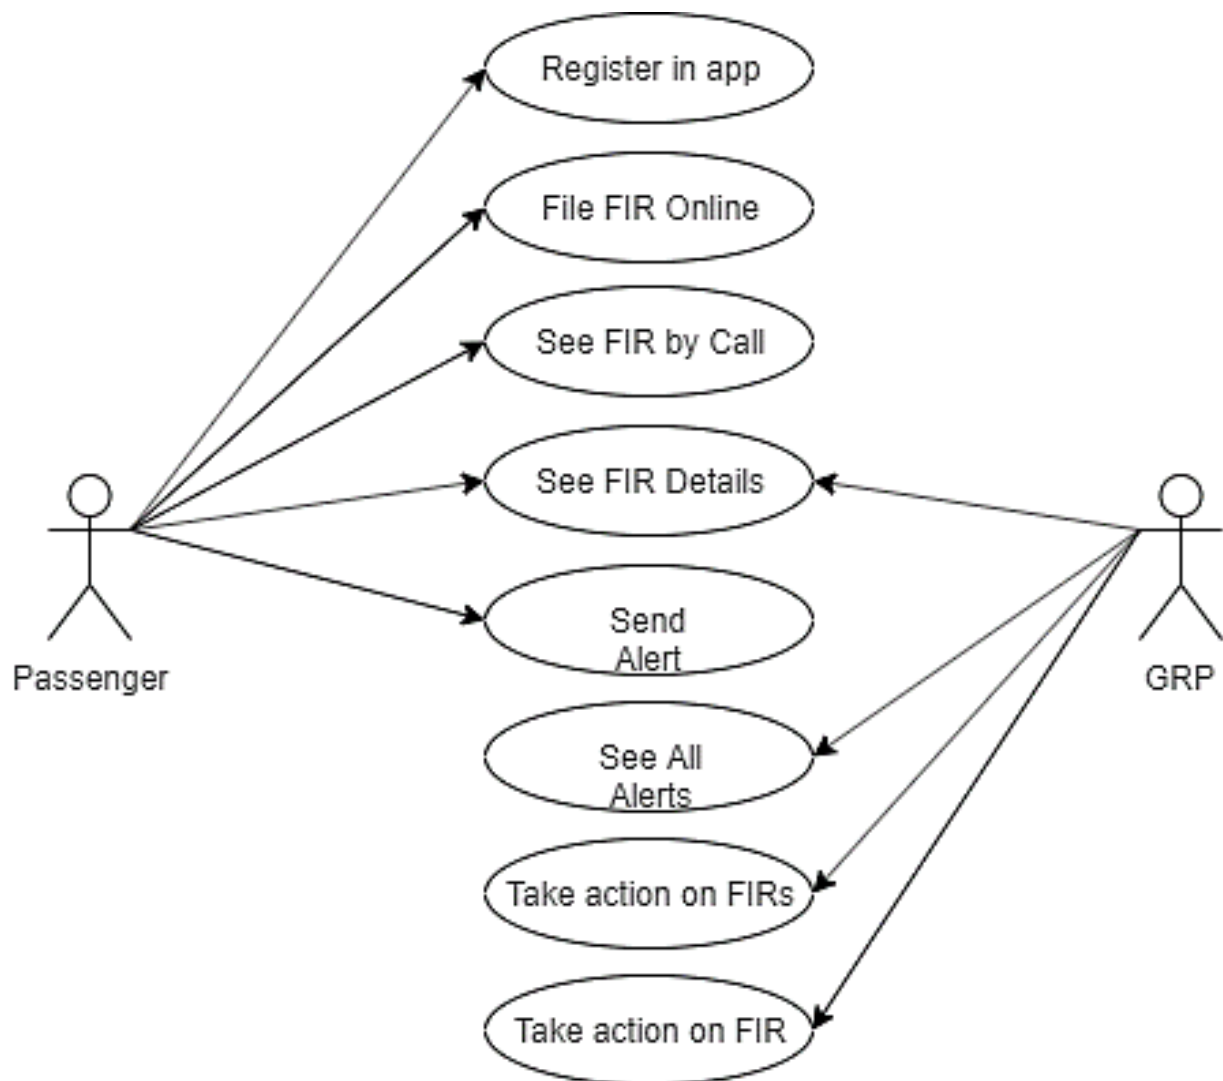 Register in app
File FIR Online
See FIR by Call
See FIR Details
Send
Alert
Passenger
GRP
See All
Alerts
Take action on FIRs
Take action on FIR